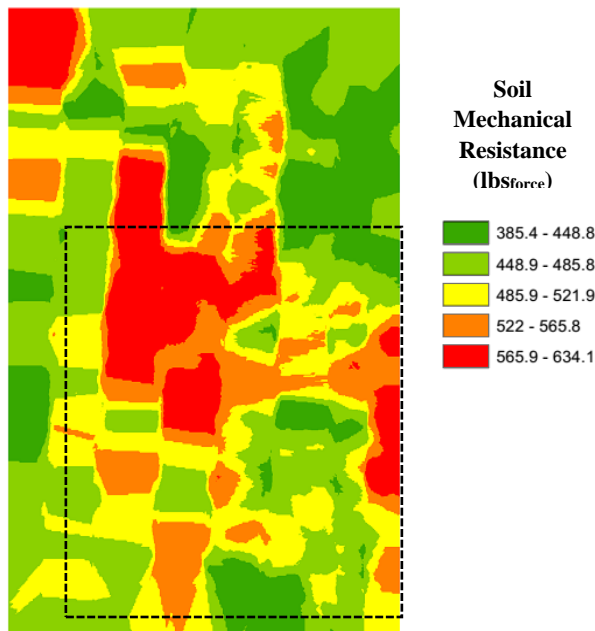 Soil
Mechanical
Resistance
(lbsforce)
385.4 - 448.8
448.9 - 485.8
485.9 - 521.9
522 - 565.8
565.9 - 634.1